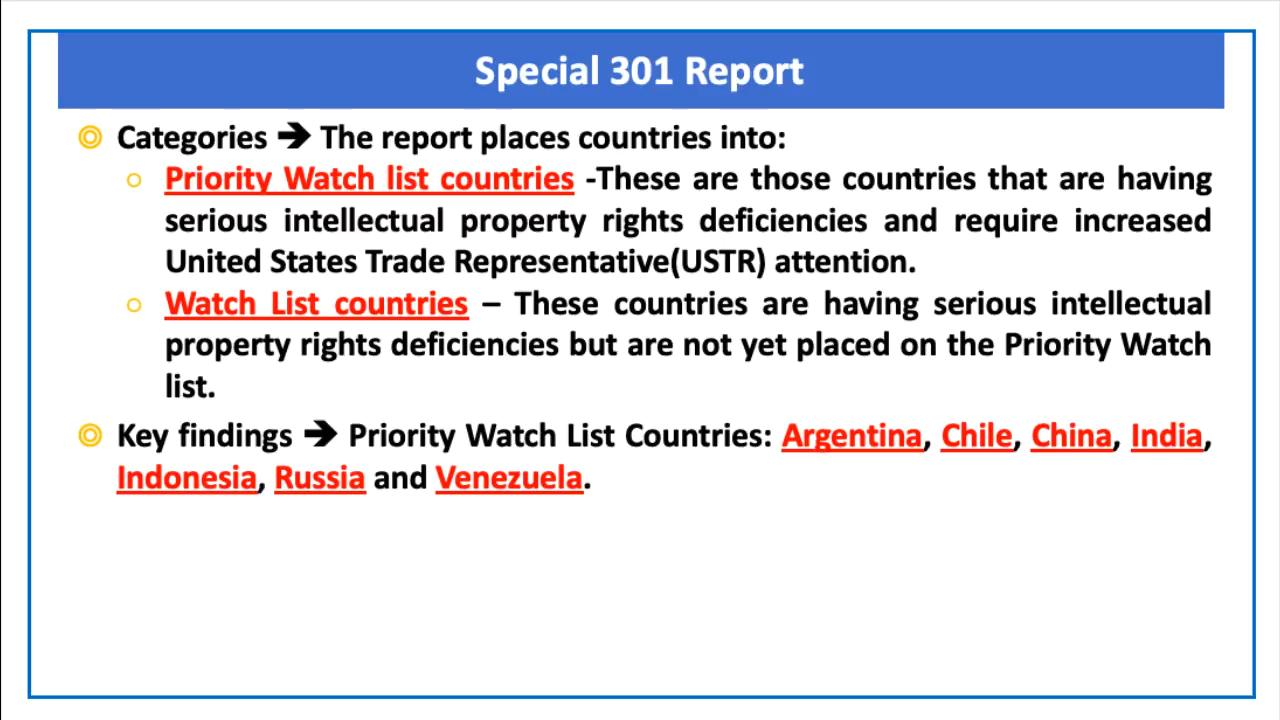 Special 301 Report
Categories ➔ The report places countries into:
Priority Watch list countries -These are those countries that are having
serious intellectual property rights deficiencies and require increased
United States Trade Representative(USTR) attention.
Watch List countries – These countries are having serious intellectual
property rights deficiencies but are not yet placed on the Priority Watch
list.
Key findings ➔ Priority Watch List Countries: Argentina, Chile, China, India,
Indonesia, Russia and Venezuela.